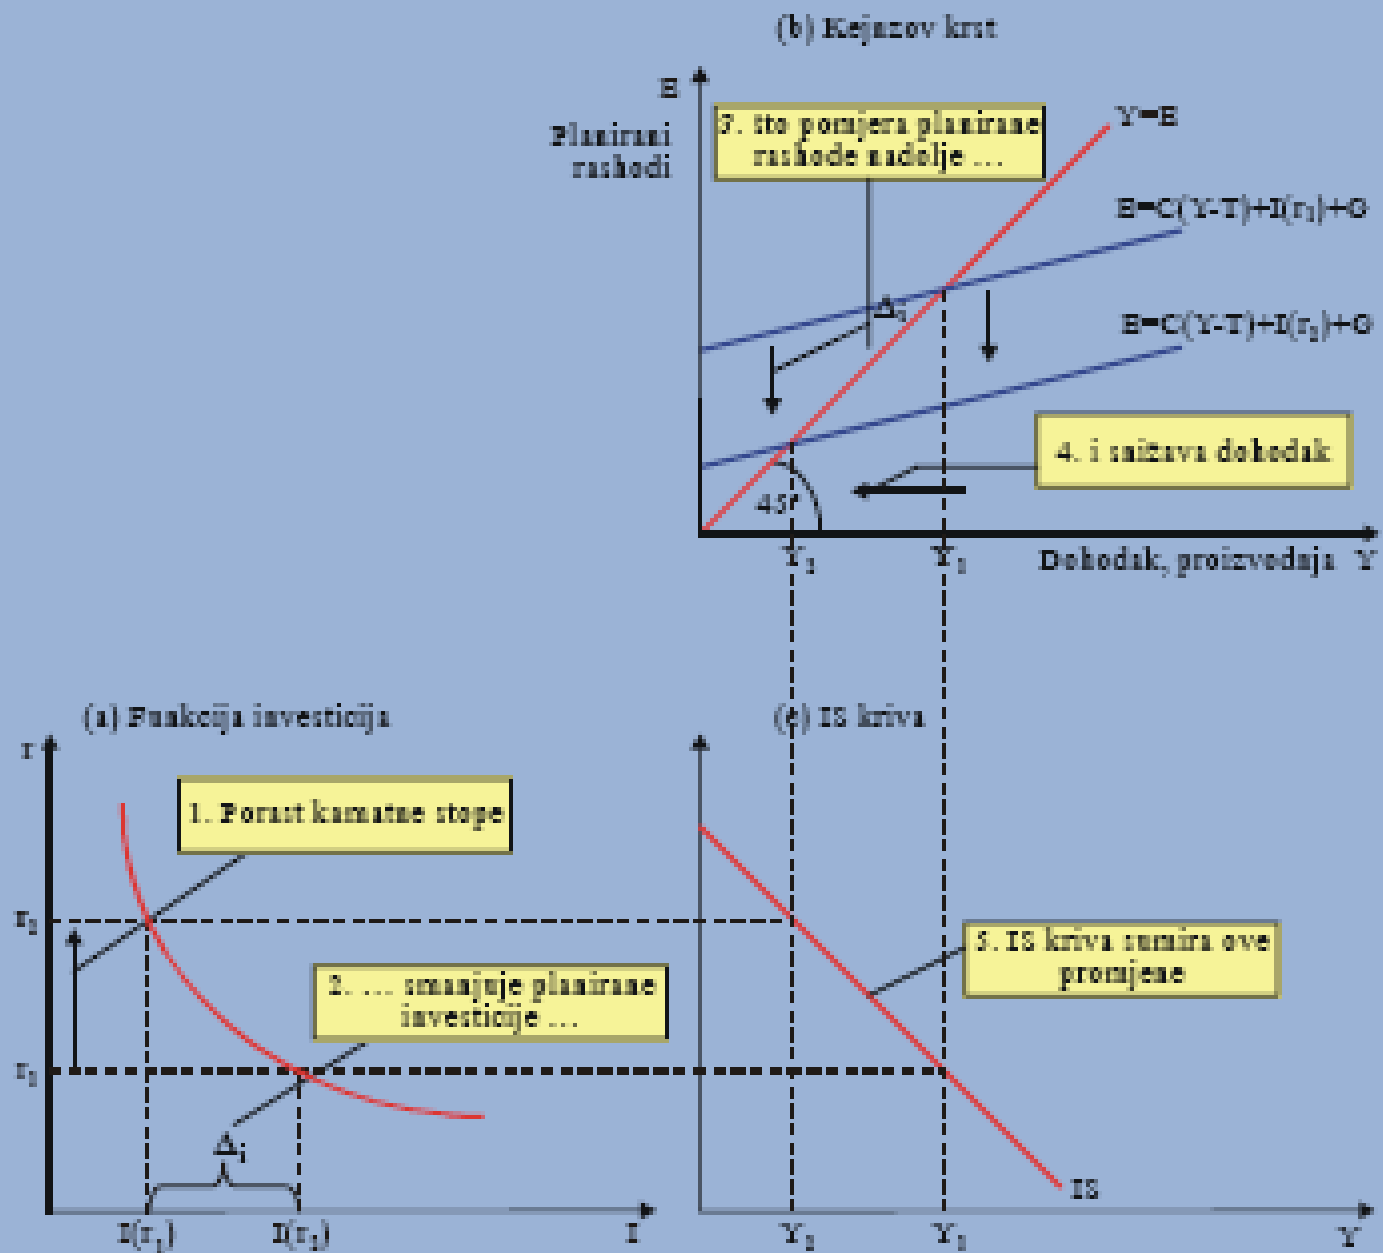 (b) Kejnzov krst
E
Planirani
rashodi
3. što pomjera planirane
rashode nadolje ...
Y=E
E=C(Y-T)+I(r₁)+G
E=C(Y-T)+I(r₂)+G
4. i snižava dohodak
45°
Y₂
Y₁
Dohodak, proizvodnja Y
(a) Funkcija investicija
r
1. Porast kamatne stope
r₂
2. ... smanjuje planirane
investicije ...
r₁
Δi
I
IS kriva
5. IS kriva sumira ove
promjene
IS
Y₂
Y₁
Y